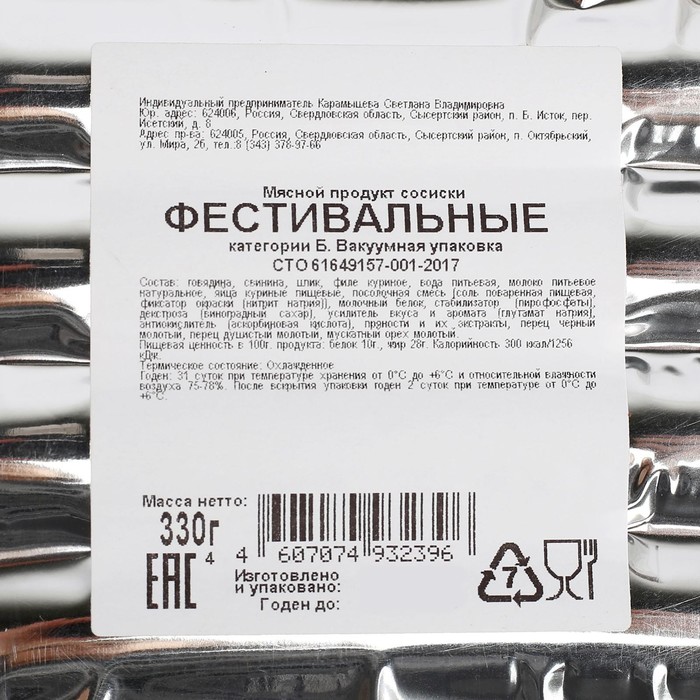 Индивидуальный предприниматель Карамышева Светлана Владимировна
Юр. адрес: 624006, Россия, Свердловская область, Сысертский район, п. Б. Исток, пер.
Исетский, д. 8
Адрес пр-ва: 624005, Россия, Свердловская область, Сысертский район, п. Октябрьский,
ул. Мира, 2б, тел.:8 (343) 378-97-66
Мясной продукт сосиски
ФЕСТИВАЛЬНЫЕ
категории Б. Вакуумная упаковка
СТО 61649157-001-2017
Состав: говядина, свинина, шпик, филе куриное, вода питьевая, молоко питьевое
натуральное, яйца куриные пищевые, посолочная смесь [соль поваренная пищевая,
фиксатор окраски (нитрит натрия)], молочный белок, стабилизатор (пирофосфаты),
декстроза (виноградный сахар), усилитель вкуса и аромата (глутамат натрия),
антиокислитель (аскорбиновая кислота), пряности и их экстракты, перец черный
молотый, перец душистый молотый, мускатный орех молотый.
Пищевая ценность в 100г. продукта: белок 10г., жир 28г. Калорийность 300 ккал/1256
кДж.
Термическое состояние: Охлажденное
Годен: 31 суток при температуре хранения от 0°С до +6°С и относительной влажности
воздуха 75-78%. После вскрытия упаковки годен 2 суток при температуре от 0°С до
+6°С.
Масса нетто:
330г
4
4 607074 932396
ЕАС
Изготовлено
и упаковано:
Годен до:
7